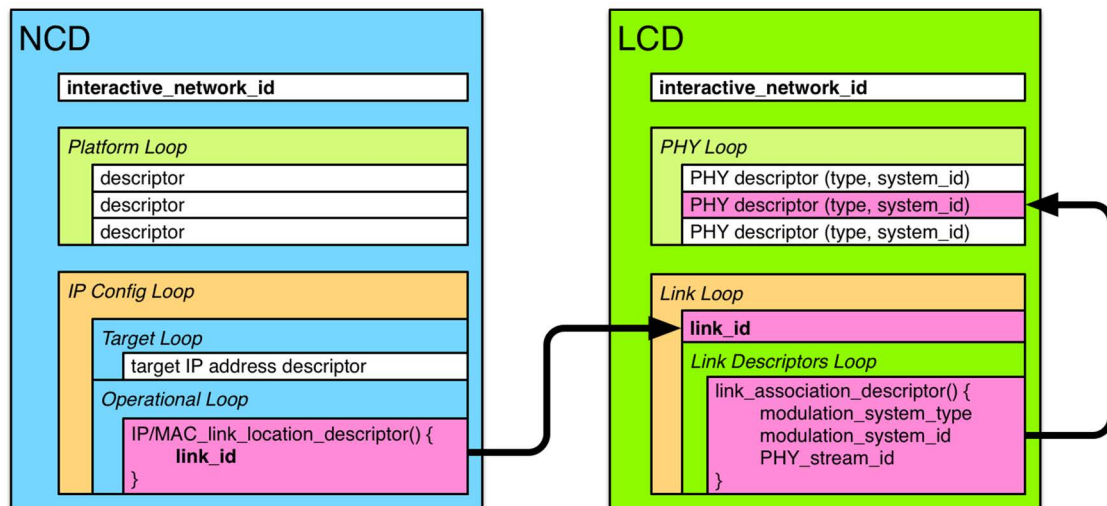 NCD
interactive_network_id
Platform Loop
descriptor
descriptor
descriptor
IP Config Loop
Target Loop
target IP address descriptor
Operational Loop
IP/MAC_link_location_descriptor() {
link_id
}
LCD
interactive_network_id
PHY Loop
PHY descriptor (type, system_id)
PHY descriptor (type, system_id)
PHY descriptor (type, system_id)
Link Loop
link_id
Link Descriptors Loop
link_association_descriptor() {
modulation_system_type
modulation_system_id
PHY_stream_id
}